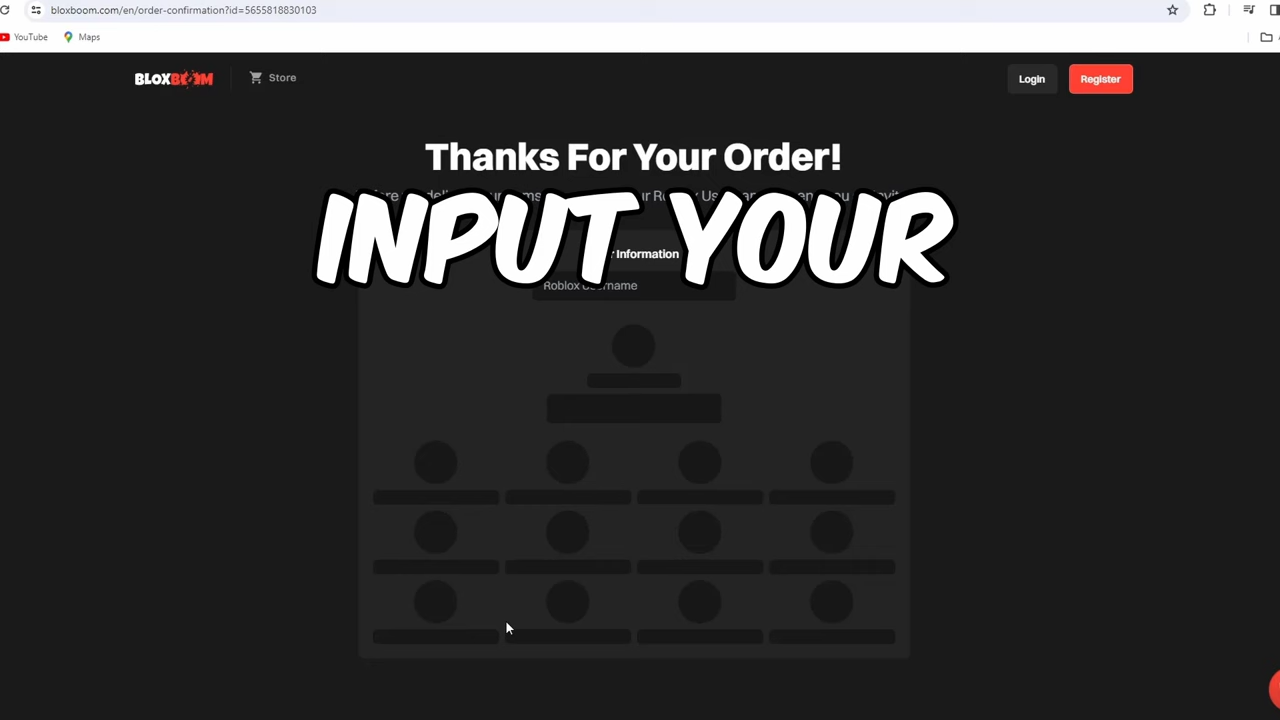 bloxboom.com/en/order-confirmation?id=5655818830103
YouTube Maps
BLOXBOOM Store Login Register
Thanks For Your Order!
INPUT YOUR
Information
Roblox Username